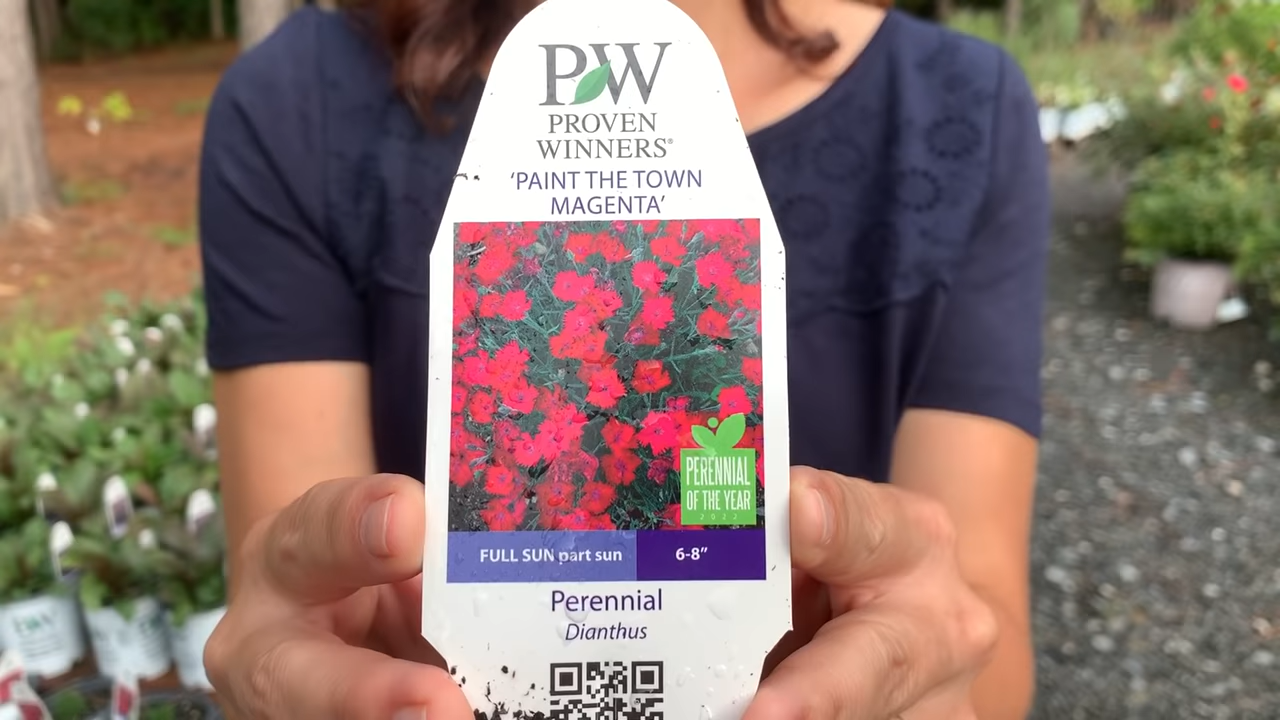 PW
PROVEN
WINNERS®
'PAINT THE TOWN
MAGENTA'
PERENNIAL
OF THE YEAR
2022
FULL SUN part sun 6-8"
Perennial
Dianthus